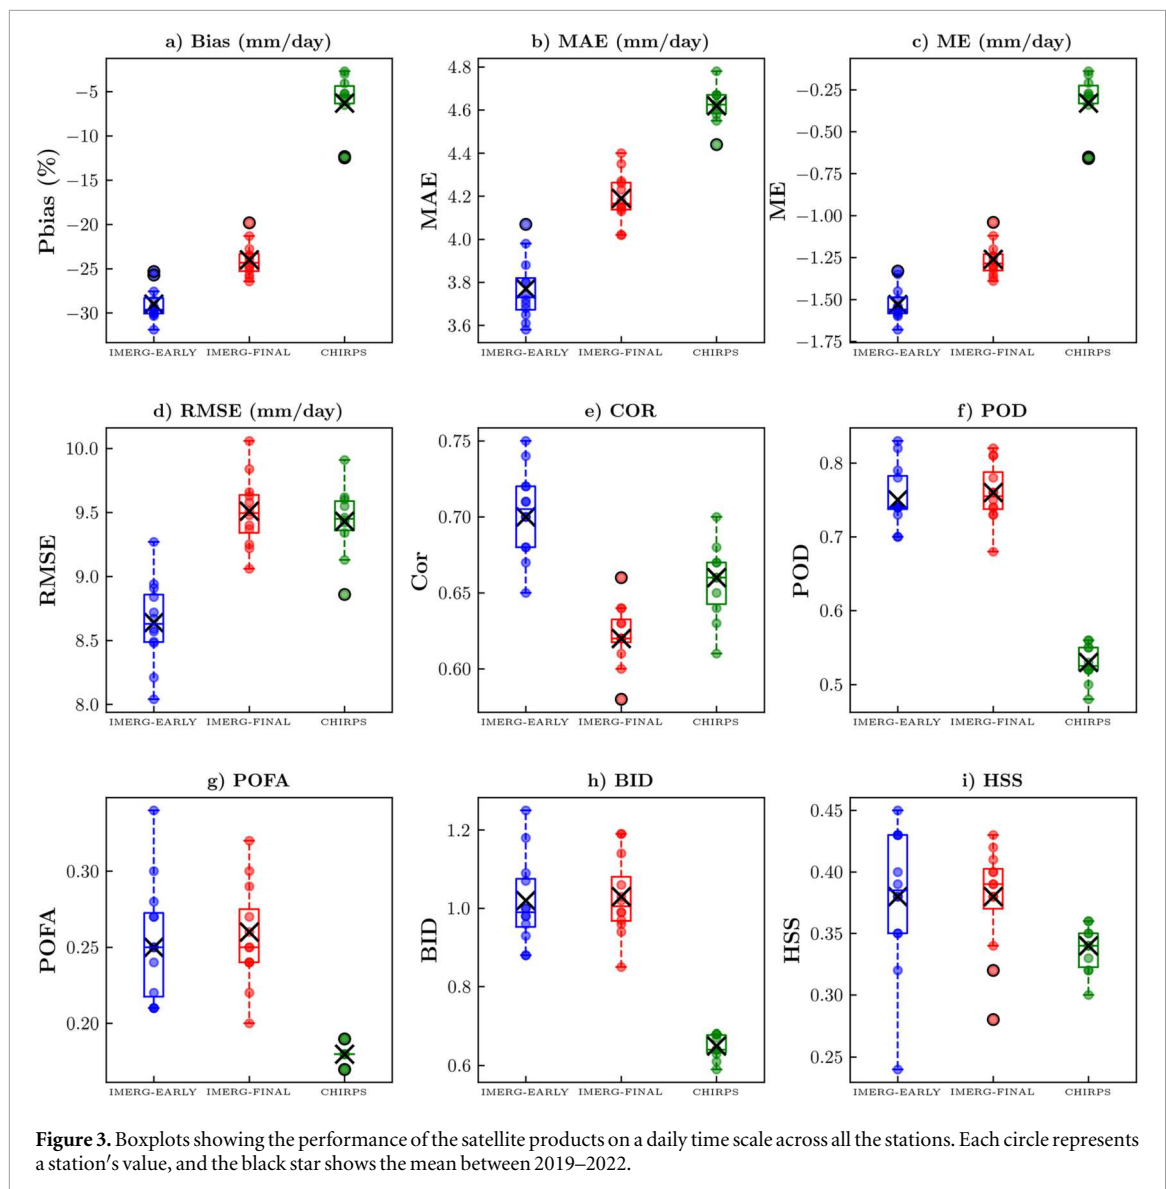 a) Bias (mm/day)
b) MAE (mm/day)
c) ME (mm/day)
Pbias (%)
−5
−10
−15
−20
−25
−30
IMERG-EARLY IMERG-FINAL CHIRPS
MAE
4.8
4.6
4.4
4.2
4.0
3.8
3.6
IMERG-EARLY IMERG-FINAL CHIRPS
ME
−0.25
−0.50
−0.75
−1.00
−1.25
−1.50
−1.75
IMERG-EARLY IMERG-FINAL CHIRPS
d) RMSE (mm/day)
e) COR
f) POD
RMSE
10.0
9.5
9.0
8.5
8.0
IMERG-EARLY IMERG-FINAL CHIRPS
Cor
0.75
0.70
0.65
0.60
IMERG-EARLY IMERG-FINAL CHIRPS
POD
0.8
0.7
0.6
0.5
IMERG-EARLY IMERG-FINAL CHIRPS
g) POFA
h) BID
i) HSS
POFA
0.30
0.25
0.20
IMERG-EARLY IMERG-FINAL CHIRPS
BID
1.2
1.0
0.8
0.6
IMERG-EARLY IMERG-FINAL CHIRPS
HSS
0.45
0.40
0.35
0.30
0.25
IMERG-EARLY IMERG-FINAL CHIRPS
Figure 3. Boxplots showing the performance of the satellite products on a daily time scale across all the stations. Each circle represents
a station′s value, and the black star shows the mean between 2019–2022.